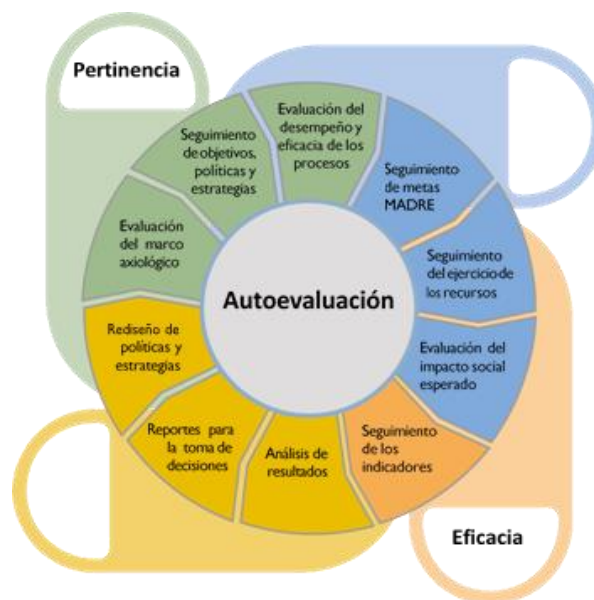 Pertinencia
Evaluación del
desempeño y
eficacia de los
procesos
Seguimiento
de objetivos,
políticas y
estrategias
Seguimiento
de metas
MADRE
Evaluación
del marco
axiológico
Seguimiento
del ejercicio de
los recursos
Autoevaluación
Rediseño de
políticas y
estrategias
Evaluación del
impacto social
esperado
Reportes para
la toma de
decisiones
Análisis de
resultados
Seguimiento
de los
indicadores
Eficacia